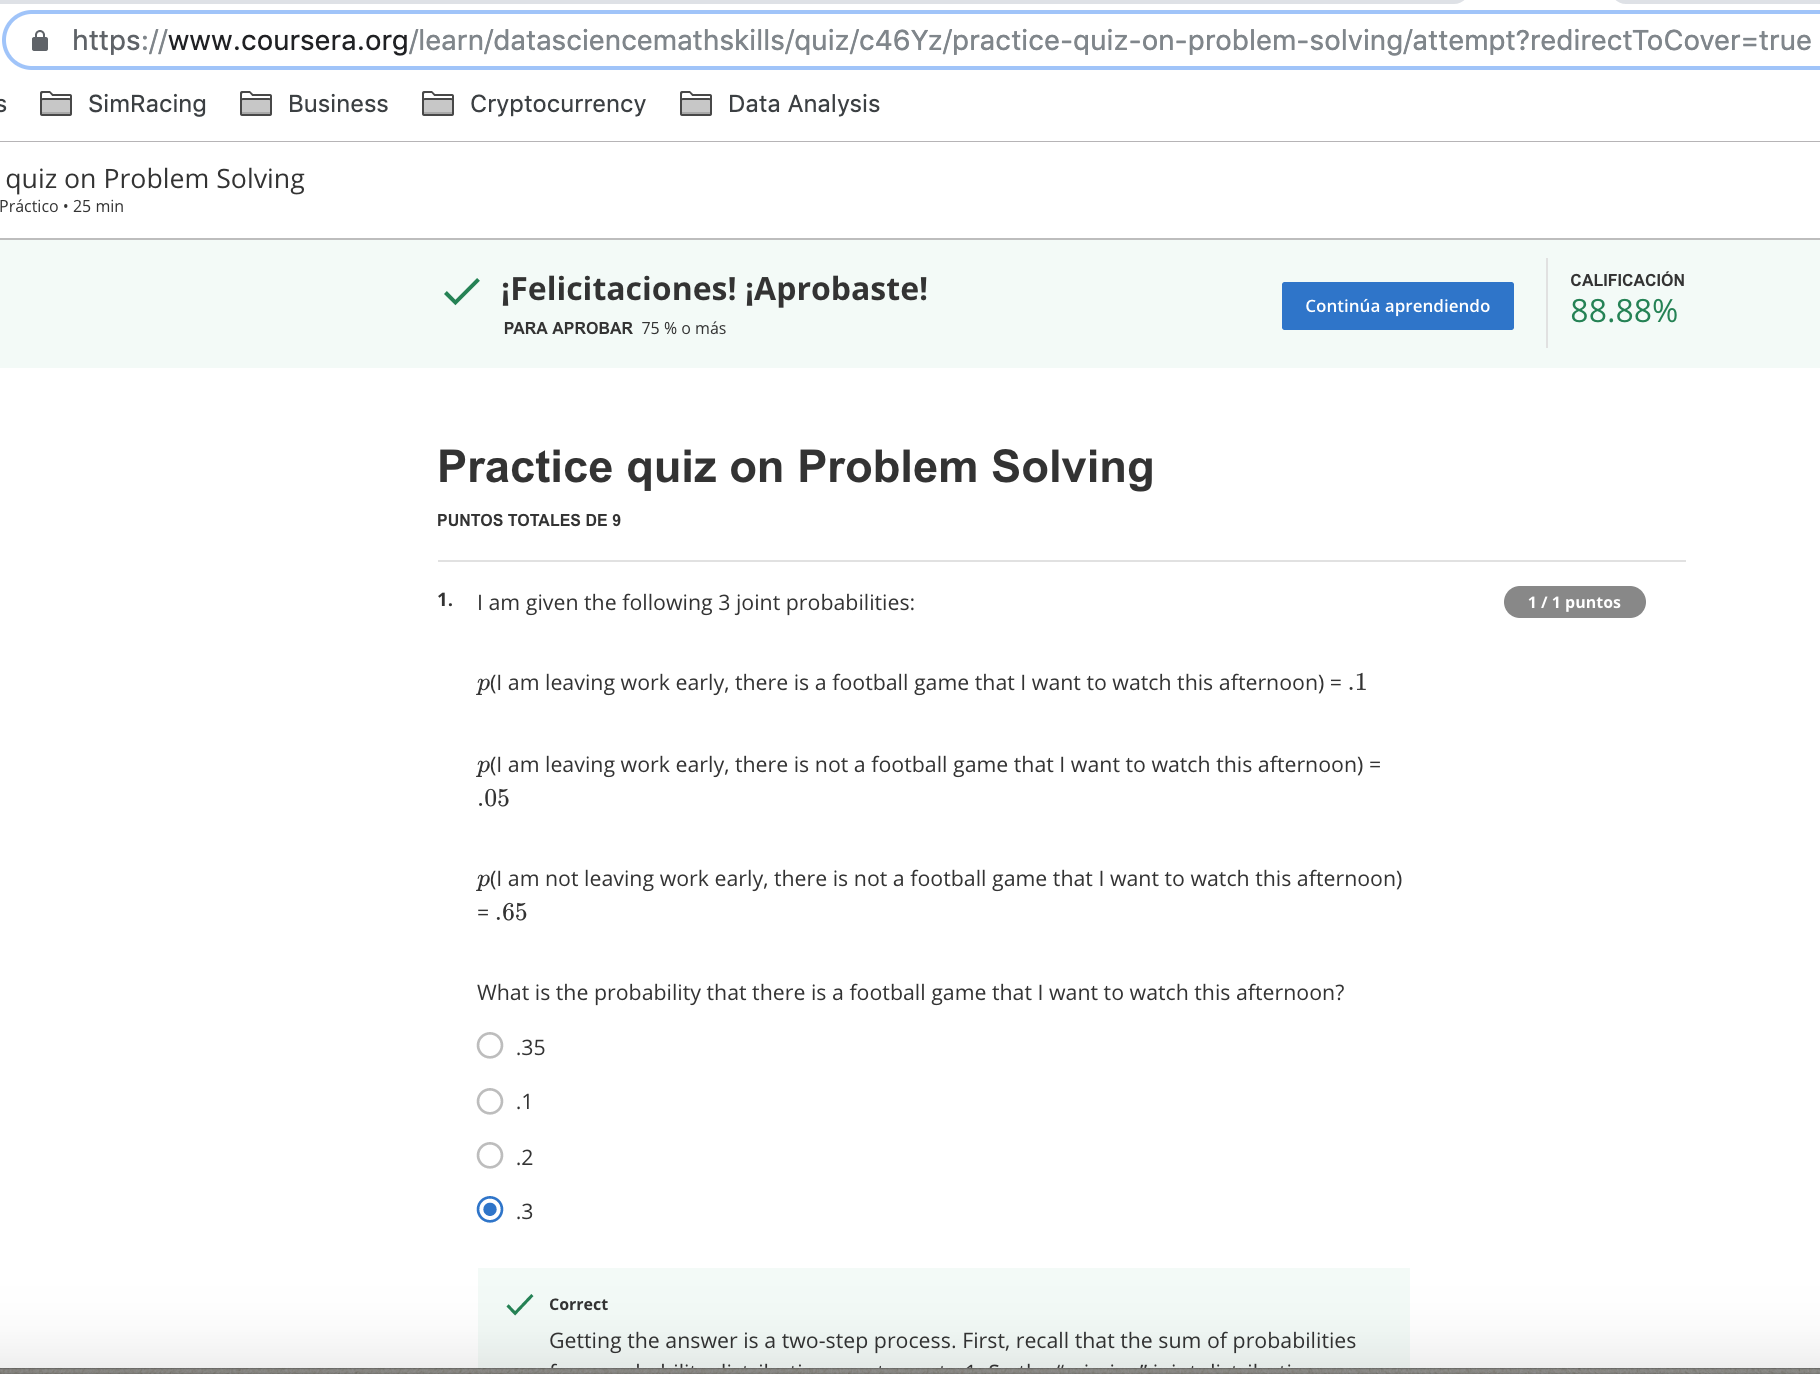 https://www.coursera.org/learn/datasciencemathskills/quiz/c46Yz/practice-quiz-on-problem-solving/attempt?redirectToCover=true
s SimRacing Business Cryptocurrency Data Analysis
quiz on Problem Solving
Práctico • 25 min
¡Felicitaciones! ¡Aprobaste!
PARA APROBAR 75 % o más
Continúa aprendiendo
CALIFICACIÓN
88.88%
Practice quiz on Problem Solving
PUNTOS TOTALES DE 9
1. I am given the following 3 joint probabilities:
1 / 1 puntos
p(I am leaving work early, there is a football game that I want to watch this afternoon) = .1
p(I am leaving work early, there is not a football game that I want to watch this afternoon) =
.05
p(I am not leaving work early, there is not a football game that I want to watch this afternoon)
= .65
What is the probability that there is a football game that I want to watch this afternoon?
.35
.1
.2
.3
Correct
Getting the answer is a two-step process. First, recall that the sum of probabilities